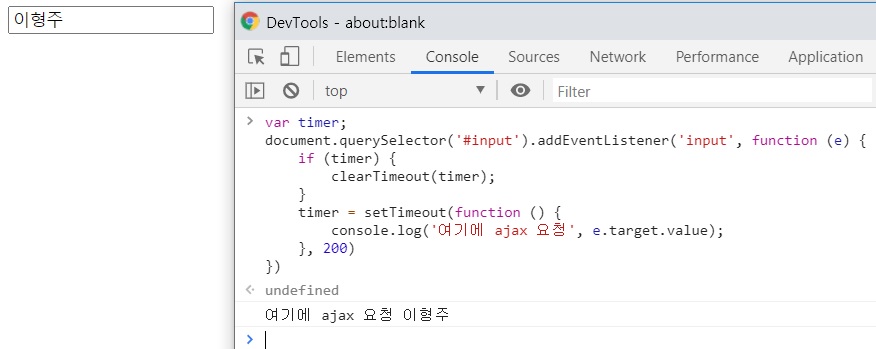 이형주
DevTools - about:blank
Elements Console Sources Network Performance Application
top ▼ Filter
> var timer;
document.querySelector('#input').addEventListener('input', function (e) {
    if (timer) {
        clearTimeout(timer);
    }
    timer = setTimeout(function () {
        console.log('여기에 ajax 요청', e.target.value);
    }, 200)
})
undefined
여기에 ajax 요청 이형주
>